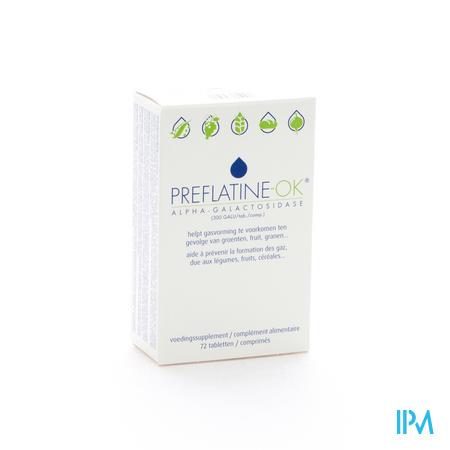 PREFLATINE-OK®
ALPHA-GALACTOSIDASE
(300 GALU/tab./comp.)
helpt gasvorming te voorkomen ten
gevolge van groenten, fruit, granen...
aide à prévenir la formation des gaz,
due aux légumes, fruits, céréales...
voedingssupplement / complément alimentaire
72 tabletten / comprimés
IPM